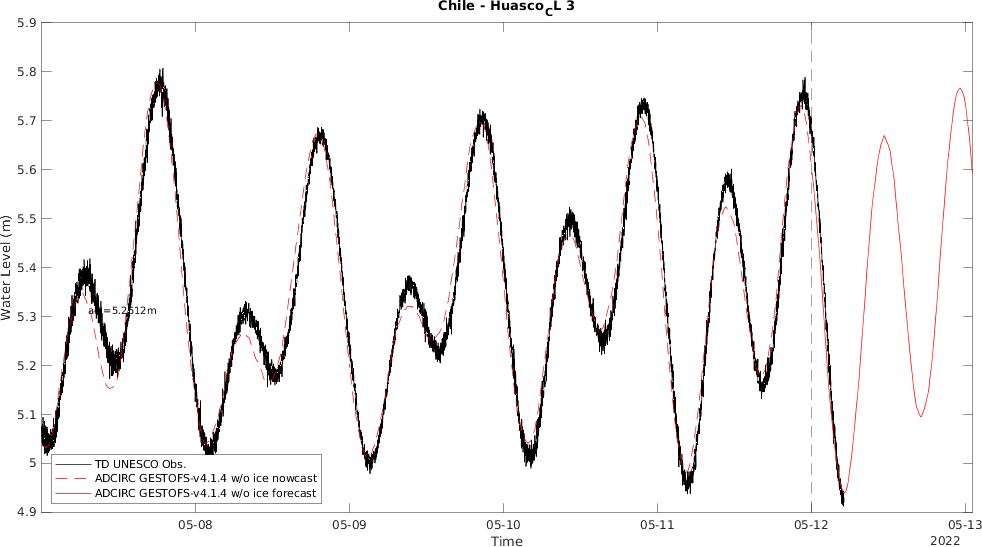 Chile - Huasco_CL 3
5.9
5.8
5.7
5.6
5.5
5.4
5.3
5.2
5.1
5
4.9
Water Level (m)
=5.2512m
TD UNESCO Obs.
ADCIRC GESTOFS-v4.1.4 w/o ice nowcast
ADCIRC GESTOFS-v4.1.4 w/o ice forecast
05-08 05-09 05-10 05-11 05-12 05-13
Time 2022